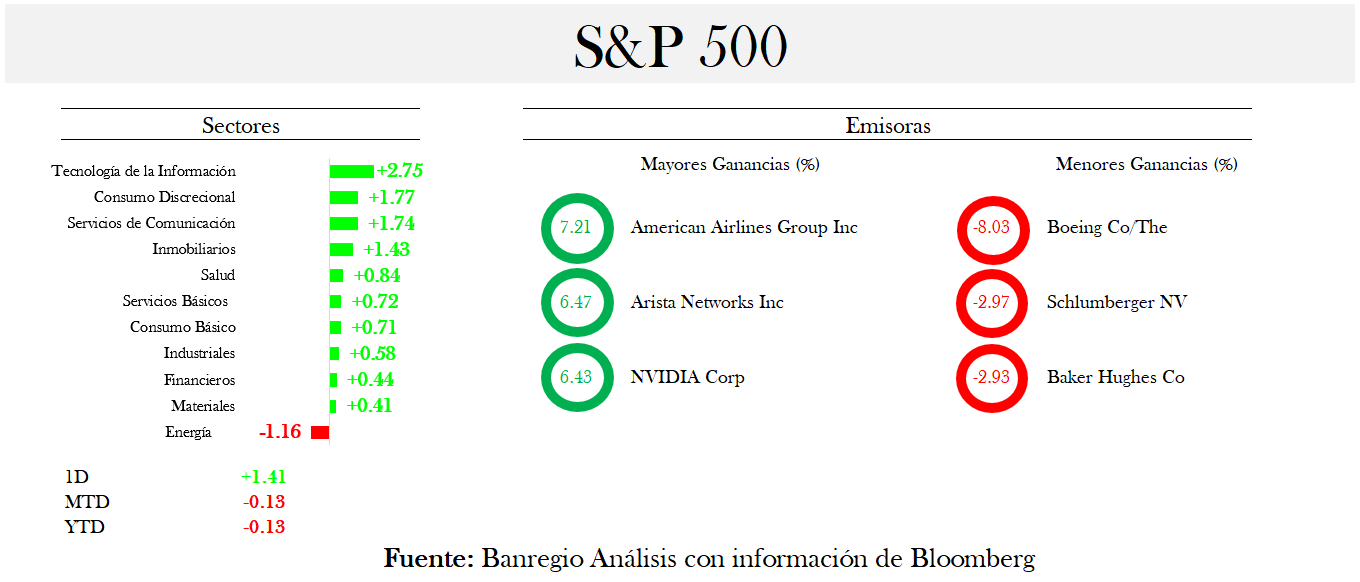 S&P 500
Sectores
Tecnología de la Información +2.75
Consumo Discrecional +1.77
Servicios de Comunicación +1.74
Inmobiliarios +1.43
Salud +0.84
Servicios Básicos +0.72
Consumo Básico +0.71
Industriales +0.58
Financieros +0.44
Materiales +0.41
Energía -1.16
1D +1.41
MTD -0.13
YTD -0.13
Emisoras
Mayores Ganancias (%)
7.21 American Airlines Group Inc
6.47 Arista Networks Inc
6.43 NVIDIA Corp
Menores Ganancias (%)
-8.03 Boeing Co/The
-2.97 Schlumberger NV
-2.93 Baker Hughes Co
Fuente: Banregio Análisis con información de Bloomberg